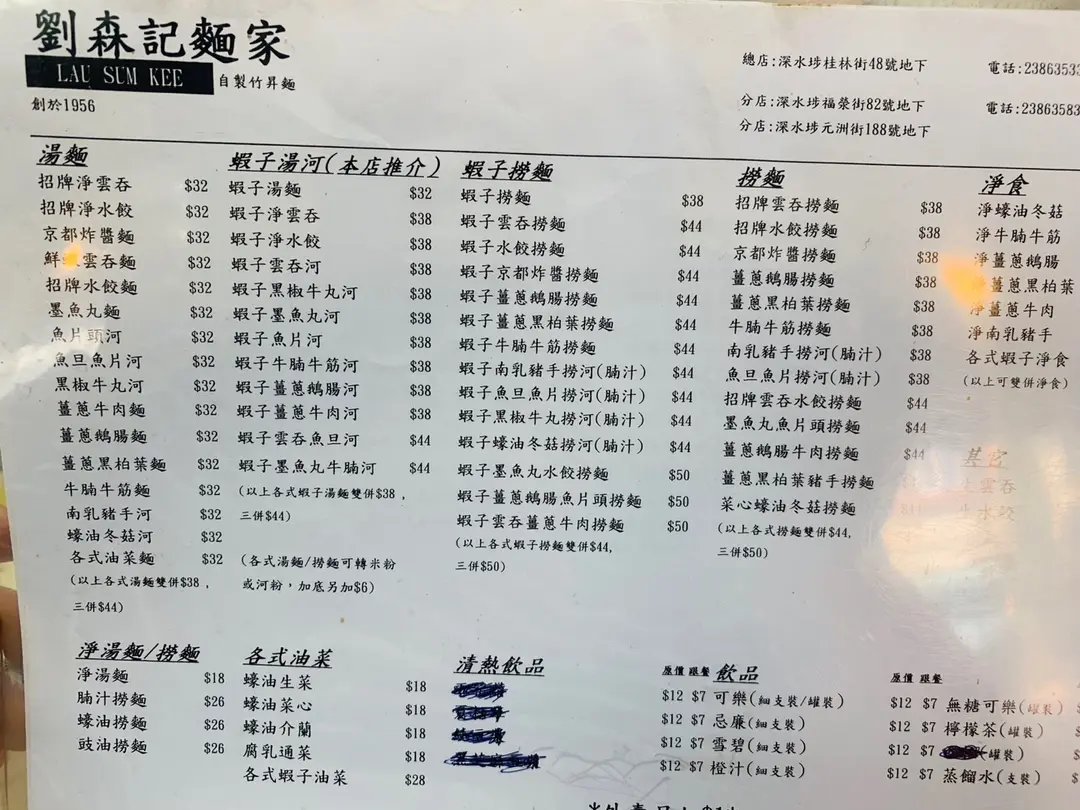 劉森記麵家
LAU SUM KEE 自製竹昇麵
創於1956
總店:深水埗桂林街48號地下 電話:2386353
分店:深水埗福榮街82號地下 電話:23863583
分店:深水埗元洲街188號地下
湯麵
招牌淨雲吞 $32
招牌淨水餃 $32
京都炸醬麵 $32
鮮 雲吞麵 $32
招牌水餃麵 $32
墨魚丸麵 $32
魚片頭河 $32
魚旦魚片河 $32
黑椒牛丸河 $32
薑蔥牛肉麵 $32
薑蔥鵝腸麵 $32
薑蔥黑柏葉麵 $32
牛腩牛筋麵 $32
南乳豬手河 $32
蠔油冬菇河 $32
各式油菜麵 $32
(以上各式湯麵雙併$38,
三併$44)
蝦子湯河(本店推介)
蝦子湯麵 $32
蝦子淨雲吞 $38
蝦子淨水餃 $38
蝦子雲吞河 $38
蝦子黑椒牛丸河 $38
蝦子墨魚丸河 $38
蝦子魚片河 $38
蝦子牛腩牛筋河 $38
蝦子薑蔥鵝腸河 $38
蝦子薑蔥牛肉河 $38
蝦子雲吞魚旦河 $44
蝦子墨魚丸牛腩河 $44
(以上各式蝦子湯麵雙併$38,
三併$44)
(各式湯麵/撈麵可轉米粉
或河粉,加底另加$6)
蝦子撈麵
蝦子撈麵 $38
蝦子雲吞撈麵 $44
蝦子水餃撈麵 $44
蝦子京都炸醬撈麵 $44
蝦子薑蔥鵝腸撈麵 $44
蝦子薑蔥黑柏葉撈麵 $44
蝦子牛腩牛筋撈麵 $44
蝦子南乳豬手撈河(腩汁) $44
蝦子魚旦魚片撈河(腩汁) $44
蝦子黑椒牛丸撈河(腩汁) $44
蝦子蠔油冬菇撈河(腩汁) $44
蝦子墨魚丸水餃撈麵 $50
蝦子薑蔥鵝腸魚片頭撈麵 $50
蝦子雲吞薑蔥牛肉撈麵 $50
(以上各式蝦子撈麵雙併$44,
三併$50)
撈麵
招牌雲吞撈麵 $38
招牌水餃撈麵 $38
京都炸醬撈麵 $38
薑蔥鵝腸撈麵 $38
薑蔥黑柏葉撈麵 $38
牛腩牛筋撈麵 $38
南乳豬手撈河(腩汁) $38
魚旦魚片撈河(腩汁) $38
招牌雲吞水餃撈麵 $44
墨魚丸魚片頭撈麵 $44
薑蔥鵝腸牛肉撈麵 $44
薑蔥黑柏葉豬手撈麵
菜心蠔油冬菇撈麵
(以上各式撈麵雙併$44,
三併$50)
淨食
淨蠔油冬菇
淨牛腩牛筋
淨薑蔥鵝腸
薑蔥黑柏葉
淨薑蔥牛肉
淨南乳豬手
各式蝦子淨食
(以上可雙併淨食)
其它
雲吞
水餃
淨湯麵/撈麵
淨湯麵 $18
腩汁撈麵 $26
蠔油撈麵 $26
豉油撈麵 $26
各式油菜
蠔油生菜 $18
蠔油菜心 $18
蠔油介蘭 $18
腐乳通菜 $18
各式蝦子油菜 $28
清熱飲品
原價 跟餐 飲品
$12 $7 可樂(細支裝/罐裝)
$12 $7 忌廉(細支裝)
$12 $7 雪碧(細支裝)
$12 $7 橙汁(細支裝)
原價 跟餐
$12 $7 無糖可樂(罐裝)
$12 $7 檸檬茶(罐裝)
$12 $7 (罐裝)
$12 $7 蒸餾水(支裝)